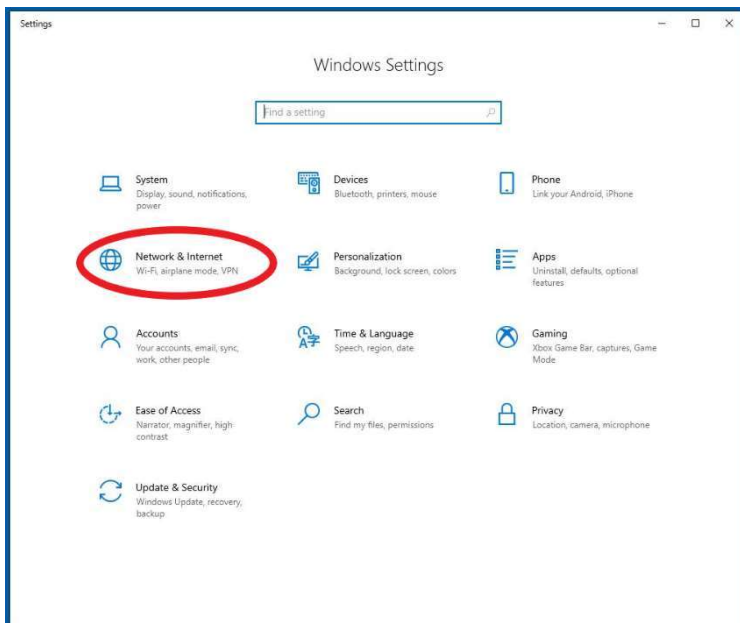 Settings
Windows Settings
Find a setting
System
Display, sound, notifications,
power
Devices
Bluetooth, printers, mouse
Phone
Link your Android, iPhone
Network & Internet
Wi-Fi, airplane mode, VPN
Personalization
Background, lock screen, colors
Apps
Uninstall, defaults, optional
features
Accounts
Your accounts, email, sync,
work, other people
Time & Language
Speech, region, date
Gaming
Xbox Game Bar, captures, Game
Mode
Ease of Access
Narrator, magnifier, high
contrast
Search
Find my files, permissions
Privacy
Location, camera, microphone
Update & Security
Windows Update, recovery,
backup